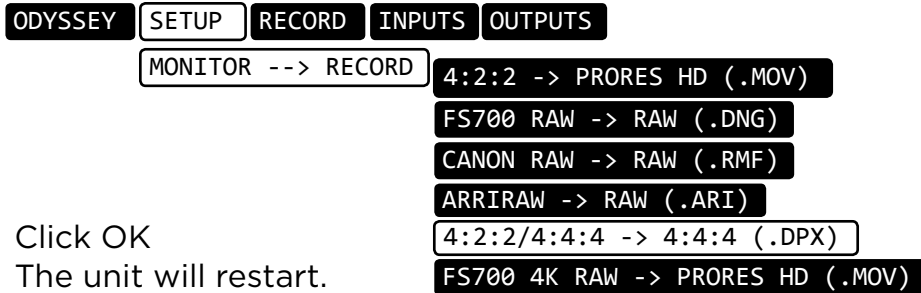 ODYSSEY SETUP RECORD INPUTS OUTPUTS
MONITOR --> RECORD
4:2:2 -> PRORES HD (.MOV)
FS700 RAW -> RAW (.DNG)
CANON RAW -> RAW (.RMF)
ARRIRAW -> RAW (.ARI)
4:2:2/4:4:4 -> 4:4:4 (.DPX)
FS700 4K RAW -> PRORES HD (.MOV)
Click OK
The unit will restart.